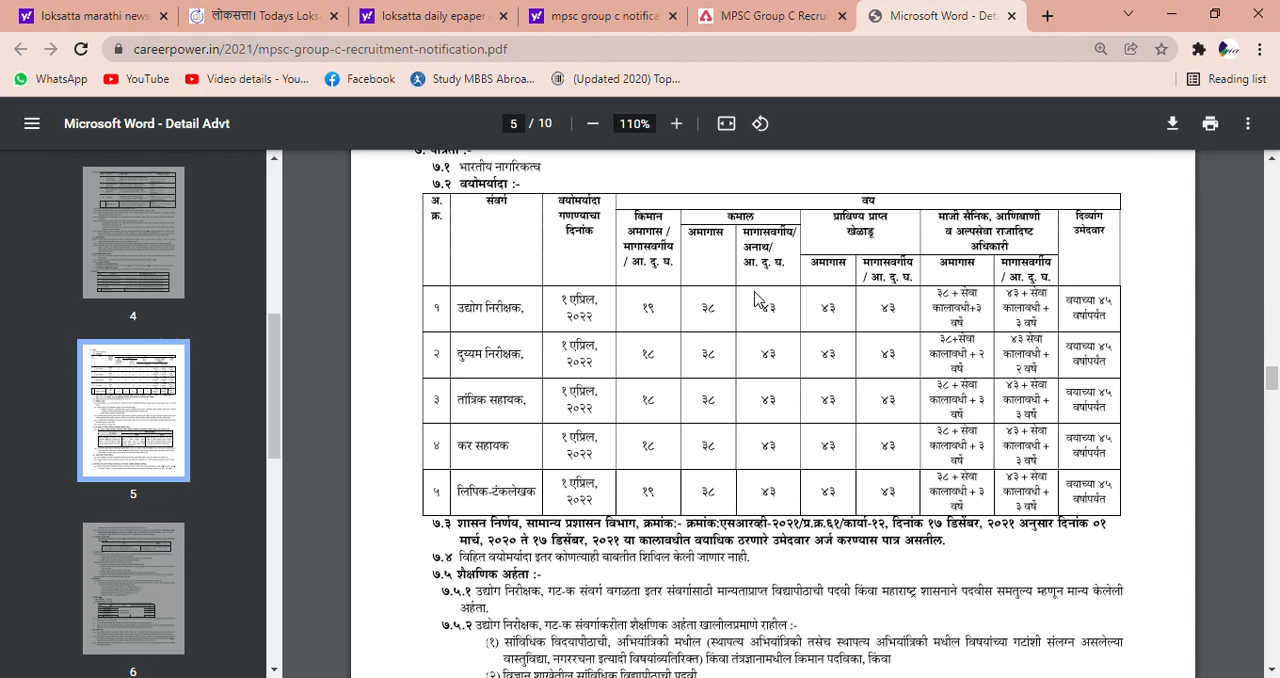 loksatta marathi news,
लोकसत्ता। Todays Loks
loksatta daily epaper
mpsc group c notifica
MPSC Group C Recru
Microsoft Word - Det
careerpower.in/2021/mpsc-group-c-recruitment-notification.pdf
WhatsApp YouTube Video details - You... Facebook Study MBBS Abroa... (Updated 2020) Top... Reading list
Microsoft Word - Detail Advt 5 / 10 110%
4
5
6
७. पात्रता :-
७.१ भारतीय नागरिकत्व
७.२ वयोमर्यादा :-
अ. क्र. संवर्ग वयोमर्यादा गणण्याचा दिनांक वय
किमान अमागास / मागासवर्गीय / आ. दु. घ. कमाल प्राविण्य प्राप्त खेळाडू माजी सैनिक, आणिबाणी व अल्पसेवा राजादिष्ट अधिकारी दिव्यांग उमेदवार
अमागास मागासवर्गीय/ अनाथ/ आ. दु. घ. अमागास मागासवर्गीय / आ. दु. घ. अमागास मागासवर्गीय / आ. दु. घ.
१ उद्योग निरीक्षक, १ एप्रिल, २०२२ १९ ३८ ४३ ४३ ४३ ३८ + सेवा कालावधी+३ वर्षे ४३ + सेवा कालावधी + ३ वर्षे वयाच्या ४५ वर्षापर्यंत
२ दुय्यम निरीक्षक, १ एप्रिल, २०२२ १८ ३८ ४३ ४३ ४३ ३८+सेवा कालावधी + २ वर्षे ४३ सेवा कालावधी + २ वर्षे वयाच्या ४५ वर्षापर्यंत
३ तांत्रिक सहायक, १ एप्रिल, २०२२ १८ ३८ ४३ ४३ ४३ ३८ + सेवा कालावधी + ३ वर्षे ४३ + सेवा कालावधी + ३ वर्षे वयाच्या ४५ वर्षापर्यंत
४ कर सहायक १ एप्रिल, २०२२ १८ ३८ ४३ ४३ ४३ ३८ + सेवा कालावधी + ३ वर्षे ४३ + सेवा कालावधी + ३ वर्षे वयाच्या ४५ वर्षापर्यंत
५ लिपिक-टंकलेखक १ एप्रिल, २०२२ १९ ३८ ४३ ४३ ४३ ३८ + सेवा कालावधी + ३ वर्षे ४३ + सेवा कालावधी + ३ वर्षे वयाच्या ४५ वर्षापर्यंत
७.३ शासन निर्णय, सामान्य प्रशासन विभाग, क्रमांक:- क्रमांक:एसआरव्ही-२०२१/प्र.क्र.६१/कार्या-१२, दिनांक १७ डिसेंबर, २०२१ अनुसार दिनांक ०१
मार्च, २०२० ते १७ डिसेंबर, २०२१ या कालावधीत वयाधिक ठरणारे उमेदवार अर्ज करण्यास पात्र असतील.
७.४ विहित वयोमर्यादा इतर कोणत्याही बाबतीत शिथिल केली जाणार नाही.
७.५ शैक्षणिक अर्हता :-
७.५.१ उद्योग निरीक्षक, गट-क संवर्ग वगळता इतर संवर्गासाठी मान्यताप्राप्त विद्यापीठाची पदवी किंवा महाराष्ट्र शासनाने पदवीस समतुल्य म्हणून मान्य केलेली
अर्हता.
७.५.२ उद्योग निरीक्षक, गट-क संवर्गाकरीता शैक्षणिक अर्हता खालीलप्रमाणे राहील :-
(१) सांविधिक विद्यापीठाची, अभियांत्रिकी मधील (स्थापत्य अभियांत्रिकी तसेच स्थापत्य अभियांत्रिकी मधील विषयांच्या गटांशी संलग्न असलेल्या
वास्तुविद्या, नगररचना इत्यादी विषयांव्यतिरिक्त) किंवा तंत्रज्ञानामधील किमान पदविका, किंवा
(२) विज्ञान शाखेतील सांविधिक विद्यापीठाची पदवी